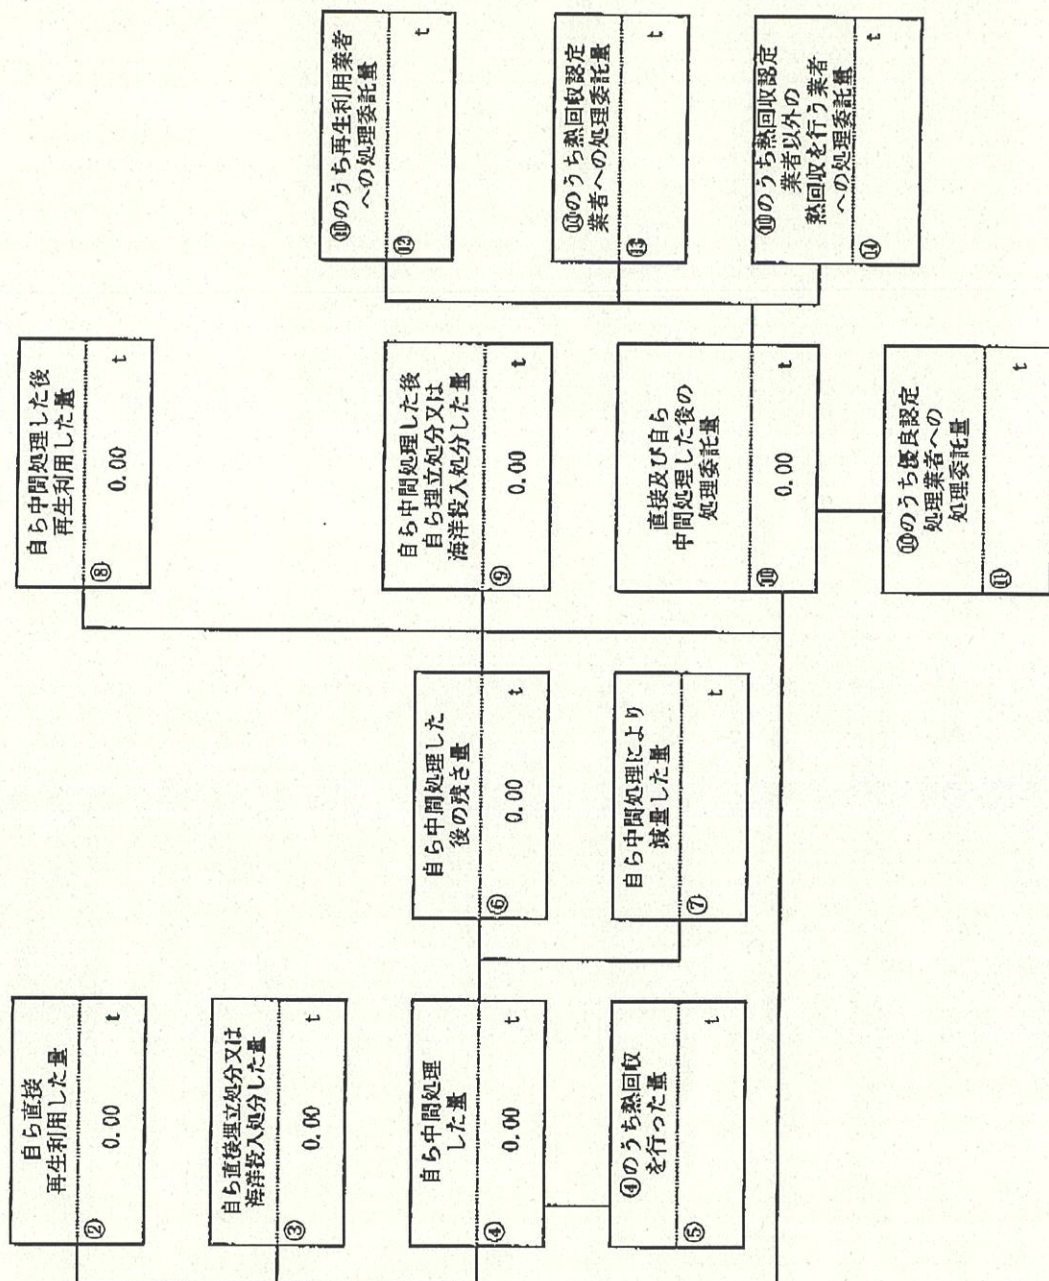 自ら直接
再生利用した量
②
0.00
t
自ら直接埋立処分又は
海洋投入処分した量
③
0.00
t
自ら中間処理
した量
④
0.00
t
④のうち熱回収
を行った量
⑤
t
自ら中間処理した
後の残さ量
⑥
0.00
t
自ら中間処理により
減量した量
⑦
t
自ら中間処理した後
再生利用した量
⑧
0.00
t
自ら中間処理した後
自ら埋立処分又は
海洋投入処分した量
⑨
0.00
t
直接及び自ら
中間処理した後の
処理委託量
⑩
0.00
t
⑩のうち優良認定
処理業者への
処理委託量
⑪
t
⑩のうち再生利用業者
への処理委託量
⑫
t
⑩のうち熱回収認定
業者への処理委託量
⑬
t
⑩のうち熱回収認定
業者以外の
熱回収を行う業者
への処理委託量
⑭
t